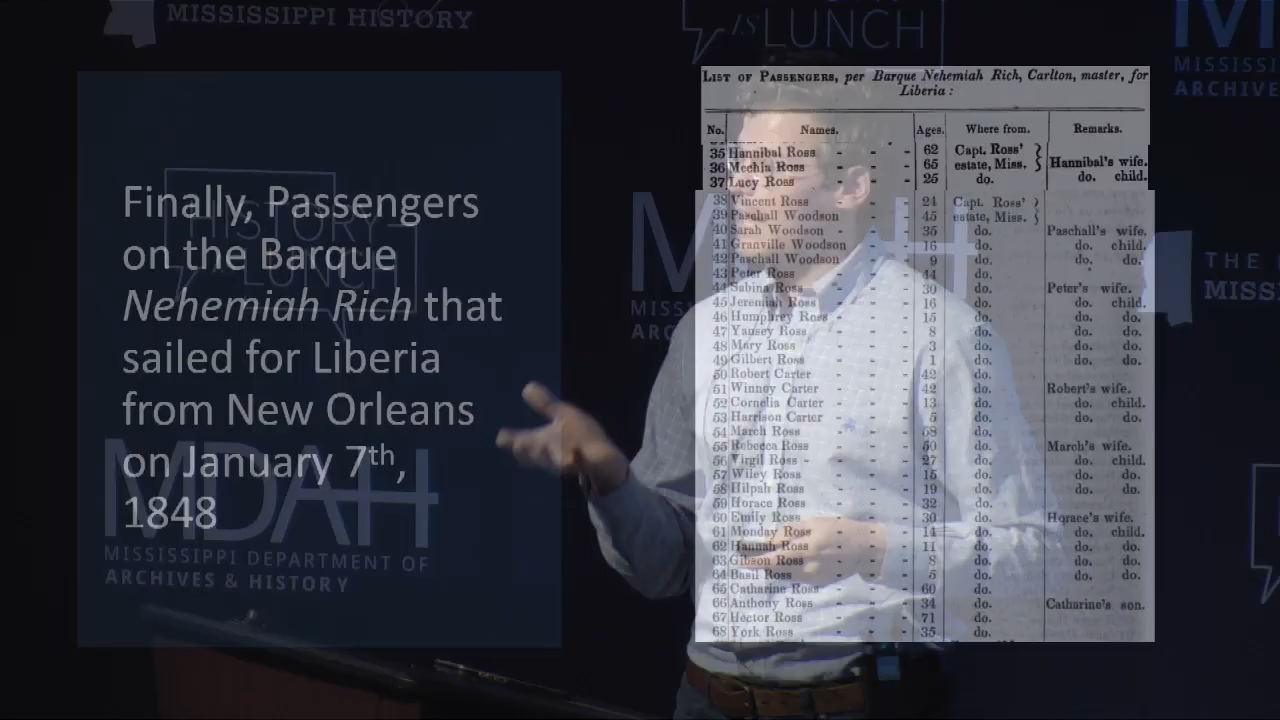 MISSISSIPPI HISTORY
IS LUNCH
MISSISSI
ARCHIVE
Finally, Passengers
on the Barque
Nehemiah Rich that
sailed for Liberia
from New Orleans
on January 7th,
1848
HISTORY
IS LUNCH
MDAH
MISSISSIPPI DEPARTMENT OF
ARCHIVES & HISTORY
LIST OF PASSENGERS, per Barque Nehemiah Rich, Carlton, master, for
Liberia :
No. Names. Ages. Where from. Remarks.
35 Hannibal Ross - - - 62 Capt. Ross' }
36 Mechia Ross - - - 65 estate, Miss. } Hannibal's wife.
37 Lucy Ross - - - 25 do. do. child.
38 Vincent Ross - - - 24 Capt. Ross' }
39 Paschall Woodson - - 45 estate, Miss. }
40 Sarah Woodson - - - 35 do. Paschall's wife.
41 Granville Woodson - - 16 do. do. child.
42 Paschall Woodson - - 9 do. do. do.
43 Peter Ross - - - 44 do.
44 Sabina Ross - - - 30 do. Peter's wife.
45 Jeremiah Ross - - - 16 do. do. child.
46 Humphrey Ross - - - 15 do. do. do.
47 Yansey Ross - - - 8 do. do. do.
48 Mary Ross - - - 3 do. do. do.
49 Gilbert Ross - - - 1 do. do. do.
50 Robert Carter - - - 42 do.
51 Winney Carter - - - 42 do. Robert's wife.
52 Cornelia Carter - - - 13 do. do. child.
53 Harrison Carter - - - 5 do. do. do.
54 March Ross - - - 58 do.
55 Rebecca Ross - - - 50 do. March's wife.
56 Virgil Ross - - - 27 do. do. child.
57 Wiley Ross - - - 15 do. do. do.
58 Hilpah Ross - - - 19 do. do. do.
59 Horace Ross - - - 32 do.
60 Emily Ross - - - 30 do. Horace's wife.
61 Monday Ross - - - 14 do. do. child.
62 Hannah Ross - - - 11 do. do. do.
63 Gibson Ross - - - 8 do. do. do.
64 Basil Ross - - - 5 do. do. do.
65 Catharine Ross - - - 60 do.
66 Anthony Ross - - - 34 do. Catharine's son.
67 Hector Ross - - - 71 do.
68 York Ross - - - 35 do.
MDAH
MISS
ARC
THE
MISS